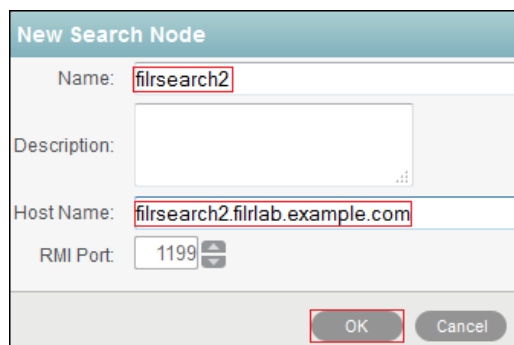 New Search Node
Name: filrsearch2
Description:
Host Name: filrsearch2.filrlab.example.com
RMI Port: 1199
OK Cancel